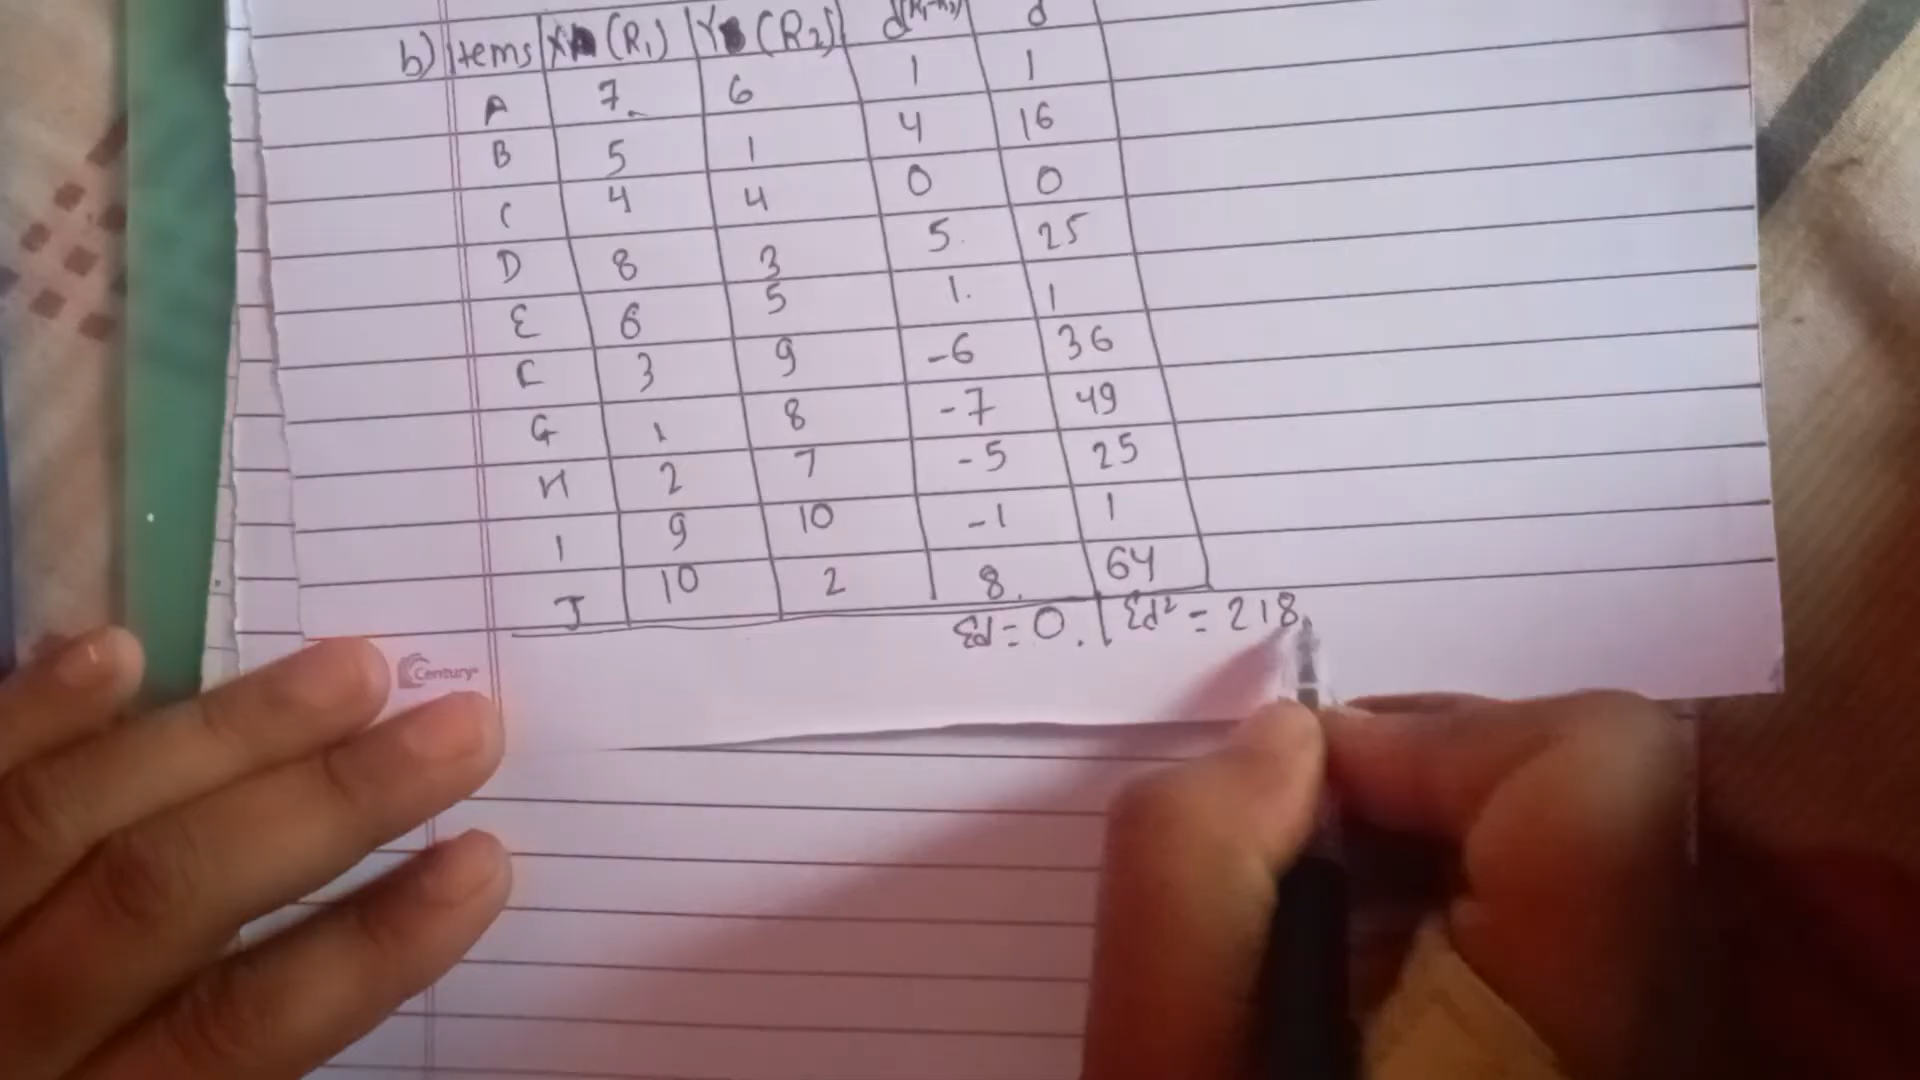 b) Items X (R₁) Y (R₂) d(R₁-R₂) d
A 7 6 1 1
B 5 1 4 16
C 4 4 0 0
D 8 3 5. 25
E 6 5 1. 1
F 3 9 -6 36
G 1 8 -7 49
H 2 7 -5 25
I 9 10 -1 1
J 10 2 8. 64
Σd=0. Σd² = 218.
Century